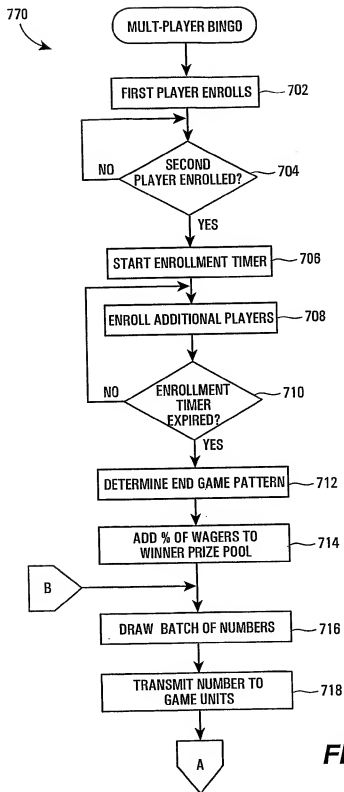 770
MULT-PLAYER BINGO
FIRST PLAYER ENROLLS
702
NO
SECOND
PLAYER ENROLLED?
704
YES
START ENROLLMENT TIMER
706
ENROLL ADDITIONAL PLAYERS
708
NO
ENROLLMENT
TIMER
EXPIRED?
710
YES
DETERMINE END GAME PATTERN
712
ADD % OF WAGERS TO
WINNER PRIZE POOL
714
B
DRAW BATCH OF NUMBERS
716
TRANSMIT NUMBER TO
GAME UNITS
718
A